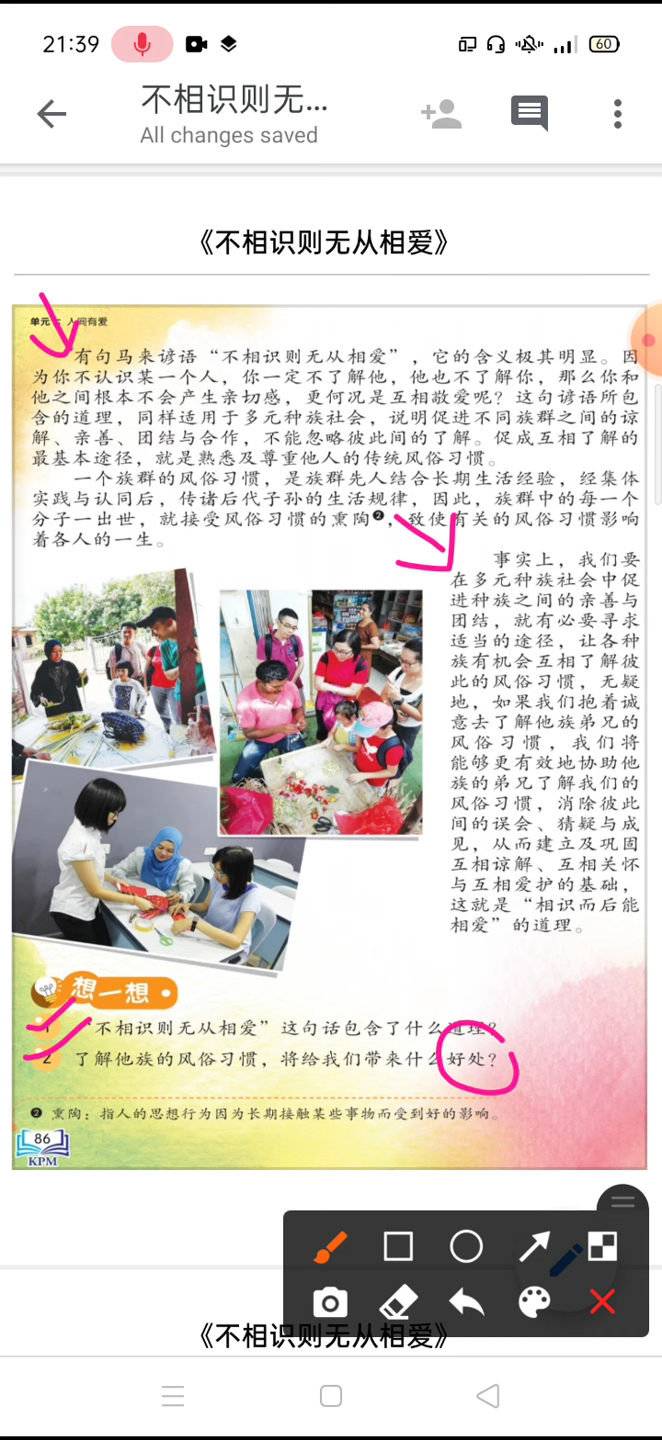 21:39
60
不相识则无...
All changes saved
《不相识则无从相爱》
单元 人间有爱
有句马来谚语“不相识则无从相爱”，它的含义极其明显。因
为你不认识某一个人，你一定不了解他，他也不了解你，那么你和
他之间根本不会产生亲切感，更何况是互相敬爱呢？这句谚语所包
含的道理，同样适用于多元种族社会，说明促进不同族群之间的谅
解、亲善、团结与合作，不能忽略彼此间的了解。促成互相了解的
最基本途径，就是熟悉及尊重他人的传统风俗习惯。
一个族群的风俗习惯，是族群先人结合长期生活经验，经集体
实践与认同后，传诸后代子孙的生活规律，因此，族群中的每一个
分子一出世，就接受风俗习惯的熏陶❷，致使有关的风俗习惯影响
着各人的一生。
事实上，我们要
在多元种族社会中促
进种族之间的亲善与
团结，就有必要寻求
适当的途径，让各种
族有机会互相了解彼
此的风俗习惯，无疑
地，如果我们抱着诚
意去了解他族弟兄的
风俗习惯，我们将
能够更有效地协助他
族的弟兄了解我们的
风俗习惯，消除彼此
间的误会、猜疑与成
见，从而建立及巩固
互相谅解、互相关怀
与互相爱护的基础，
这就是“相识而后能
相爱”的道理。
想一想
1 “不相识则无从相爱”这句话包含了什么道理？
2 了解他族的风俗习惯，将给我们带来什么好处？
❷ 熏陶：指人的思想行为因为长期接触某些事物而受到好的影响。
86
KPM
《不相识则无从相爱》